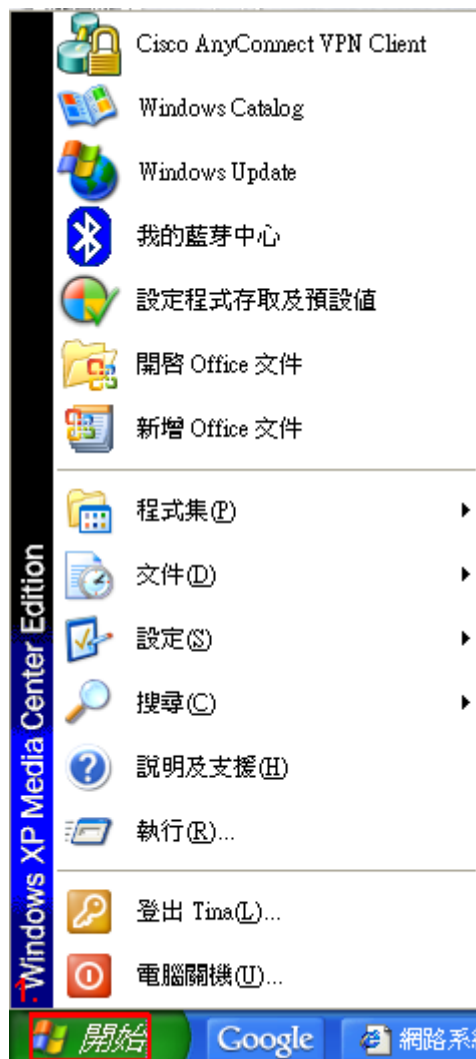 Cisco AnyConnect VPN Client
Windows Catalog
Windows Update
我的藍芽中心
設定程式存取及預設值
開啓 Office 文件
新增 Office 文件
程式集(P)
文件(D)
設定(S)
搜尋(C)
說明及支援(H)
執行(R)...
登出 Tina(L)...
電腦關機(U)...
Windows XP Media Center Edition
1.
開始
Google
網路系